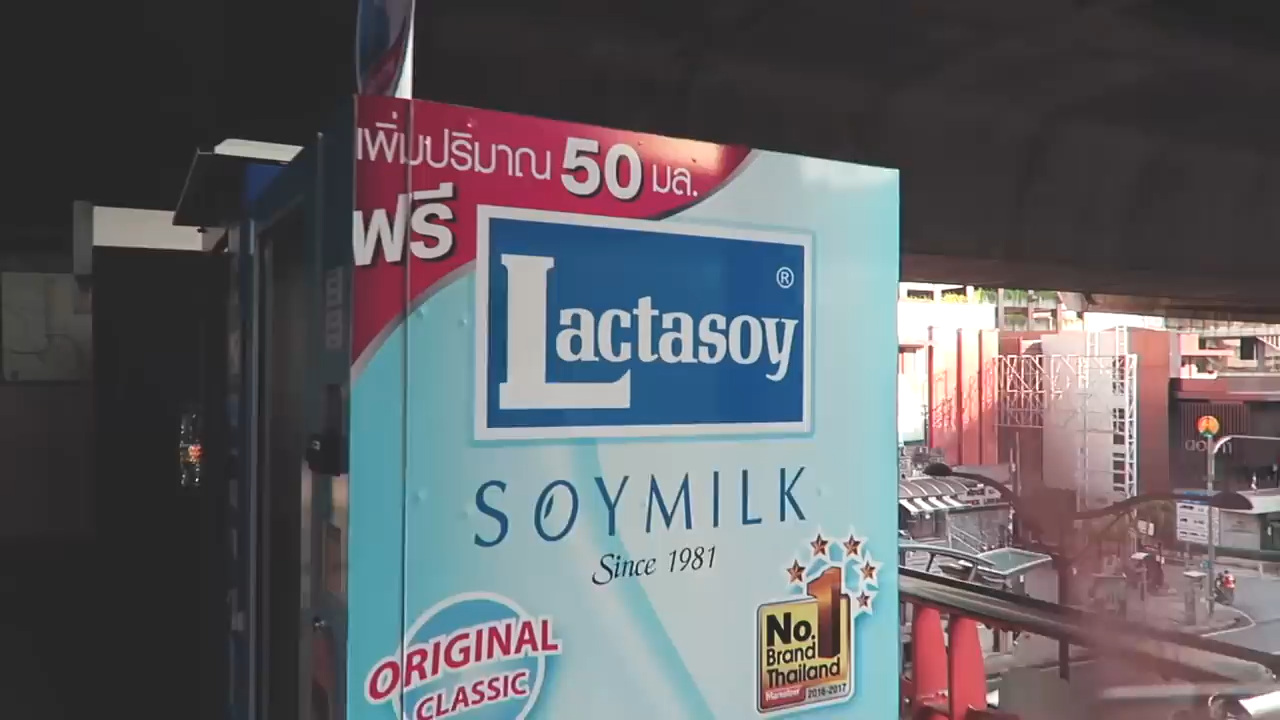 เพิ่มปริมาณ 50 มล.
ฟรี
Lactasoy ®
SOYMILK
Since 1981
ORIGINAL
CLASSIC
No. 1
Brand
Thailand
Marketeer 2016-2017